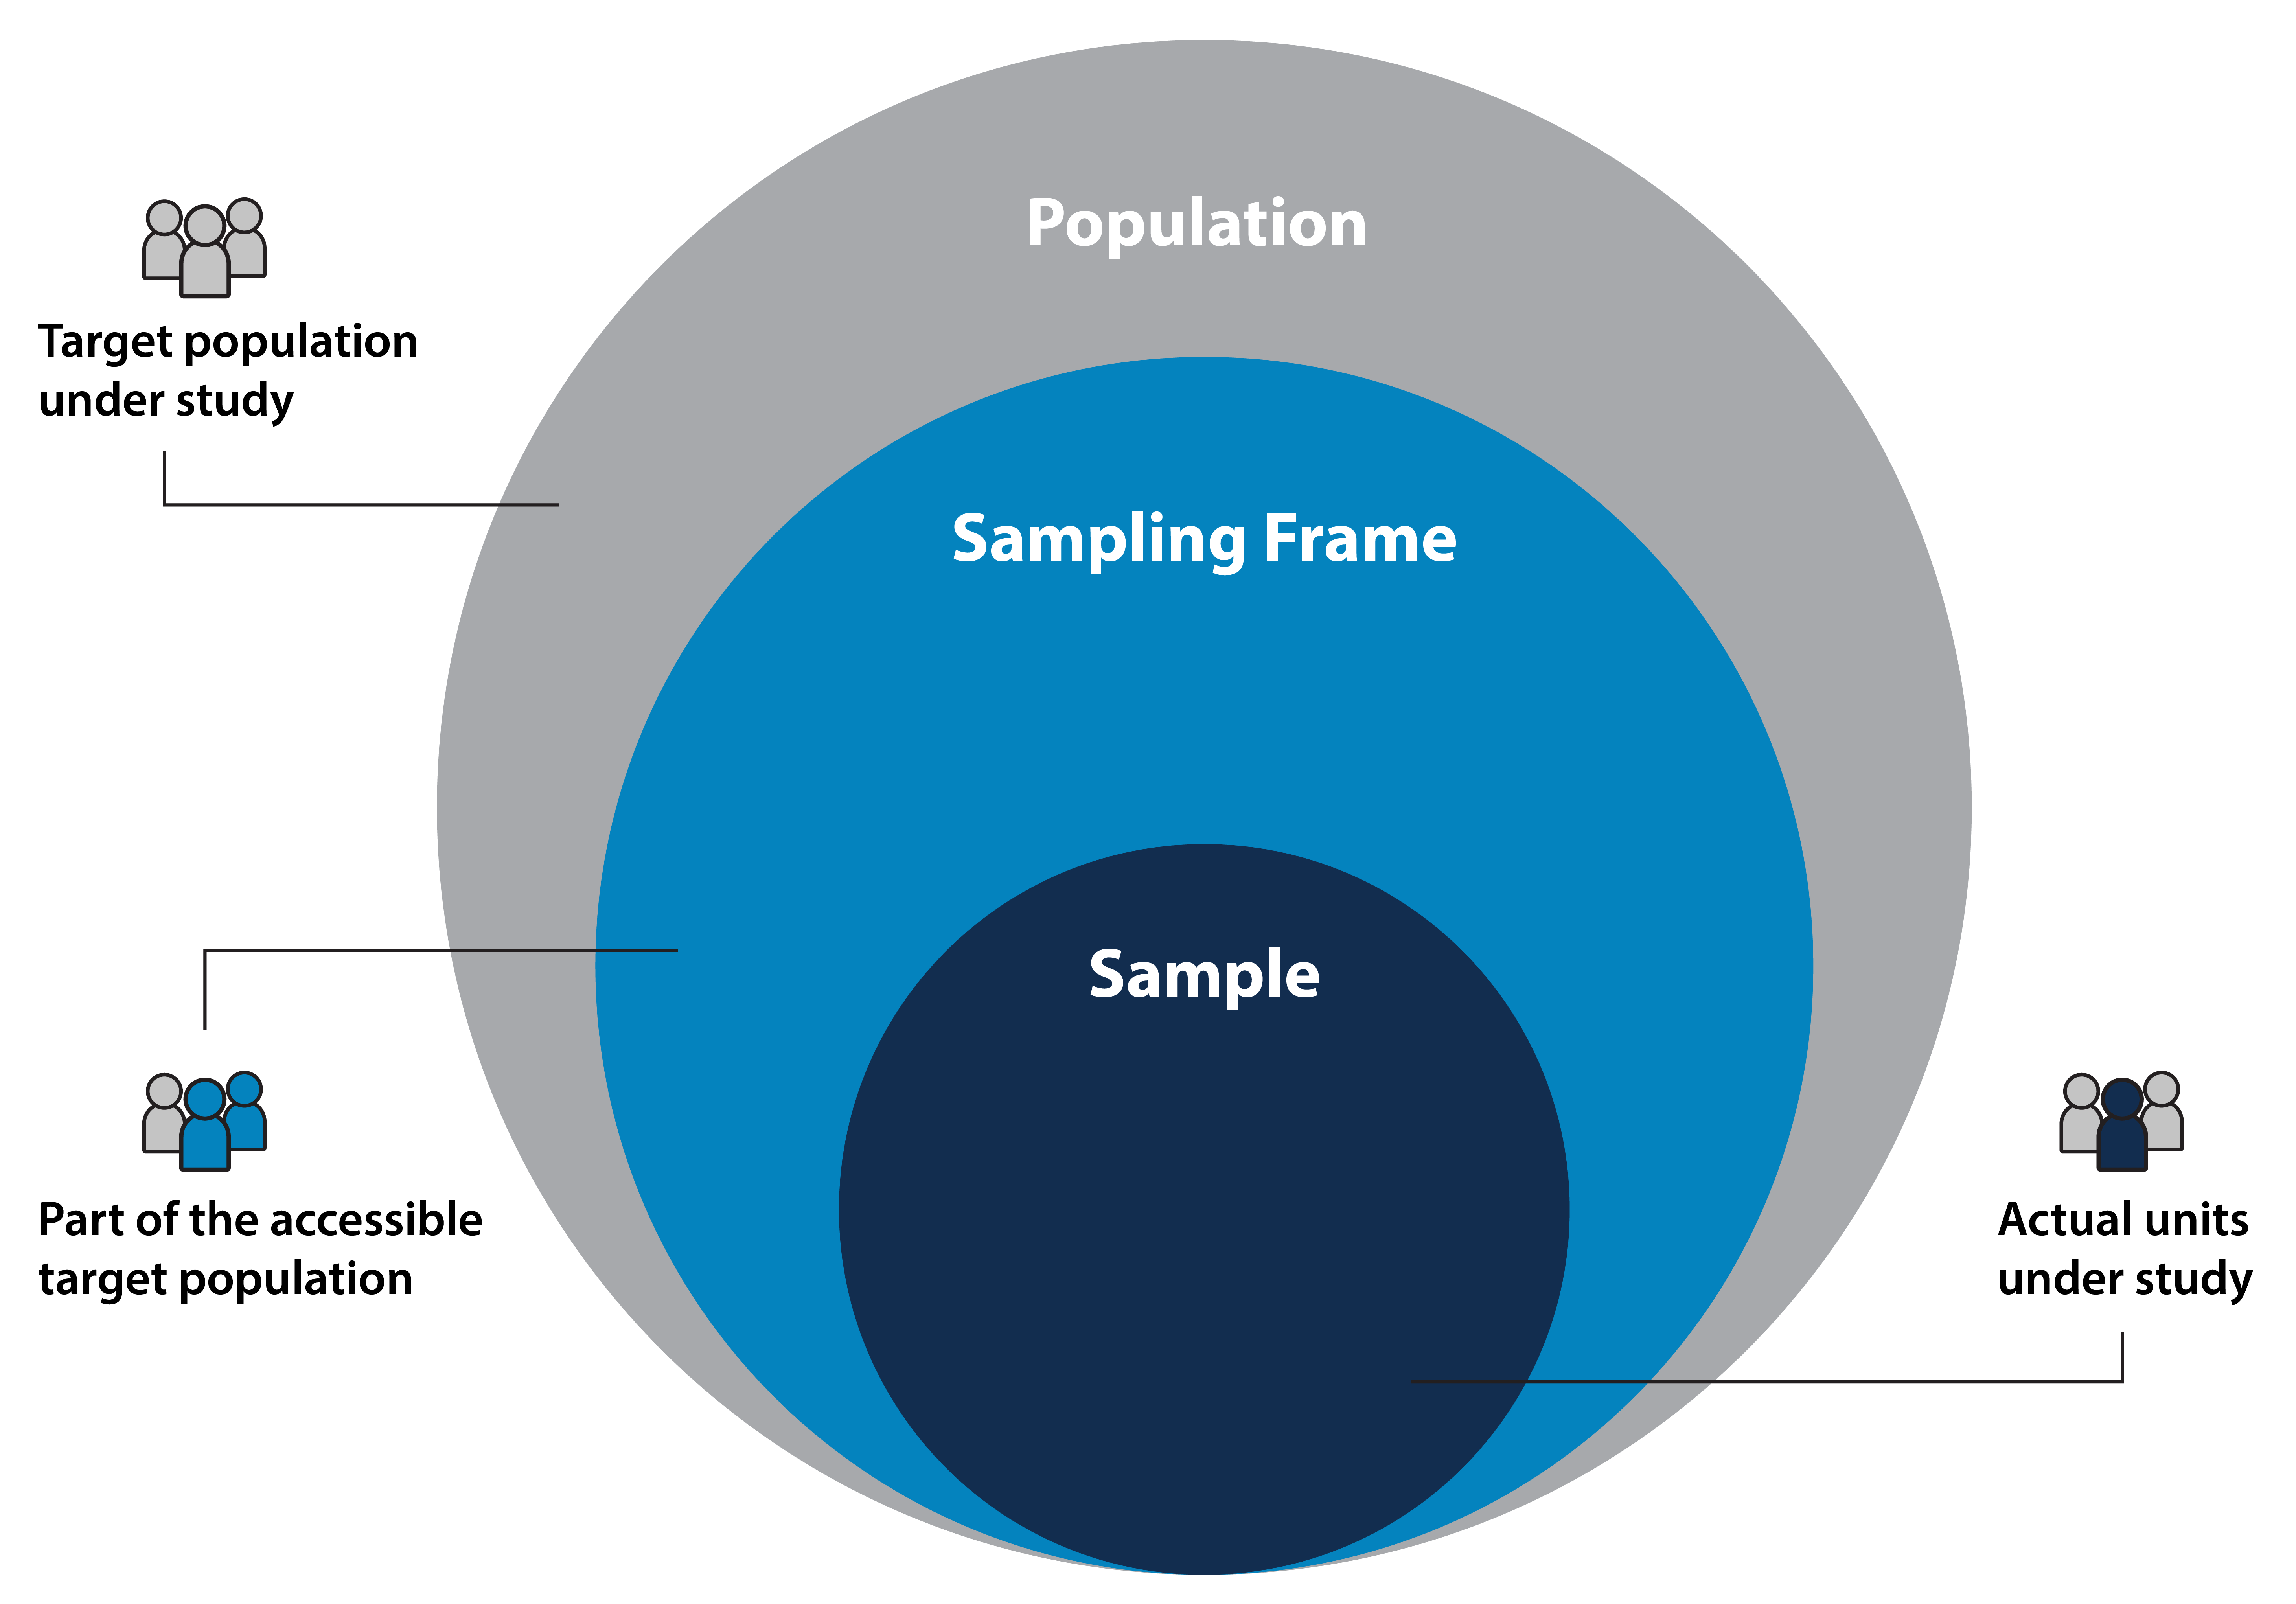 Population
Target population
under study
Sampling Frame
Sample
Part of the accessible
target population
Actual units
under study